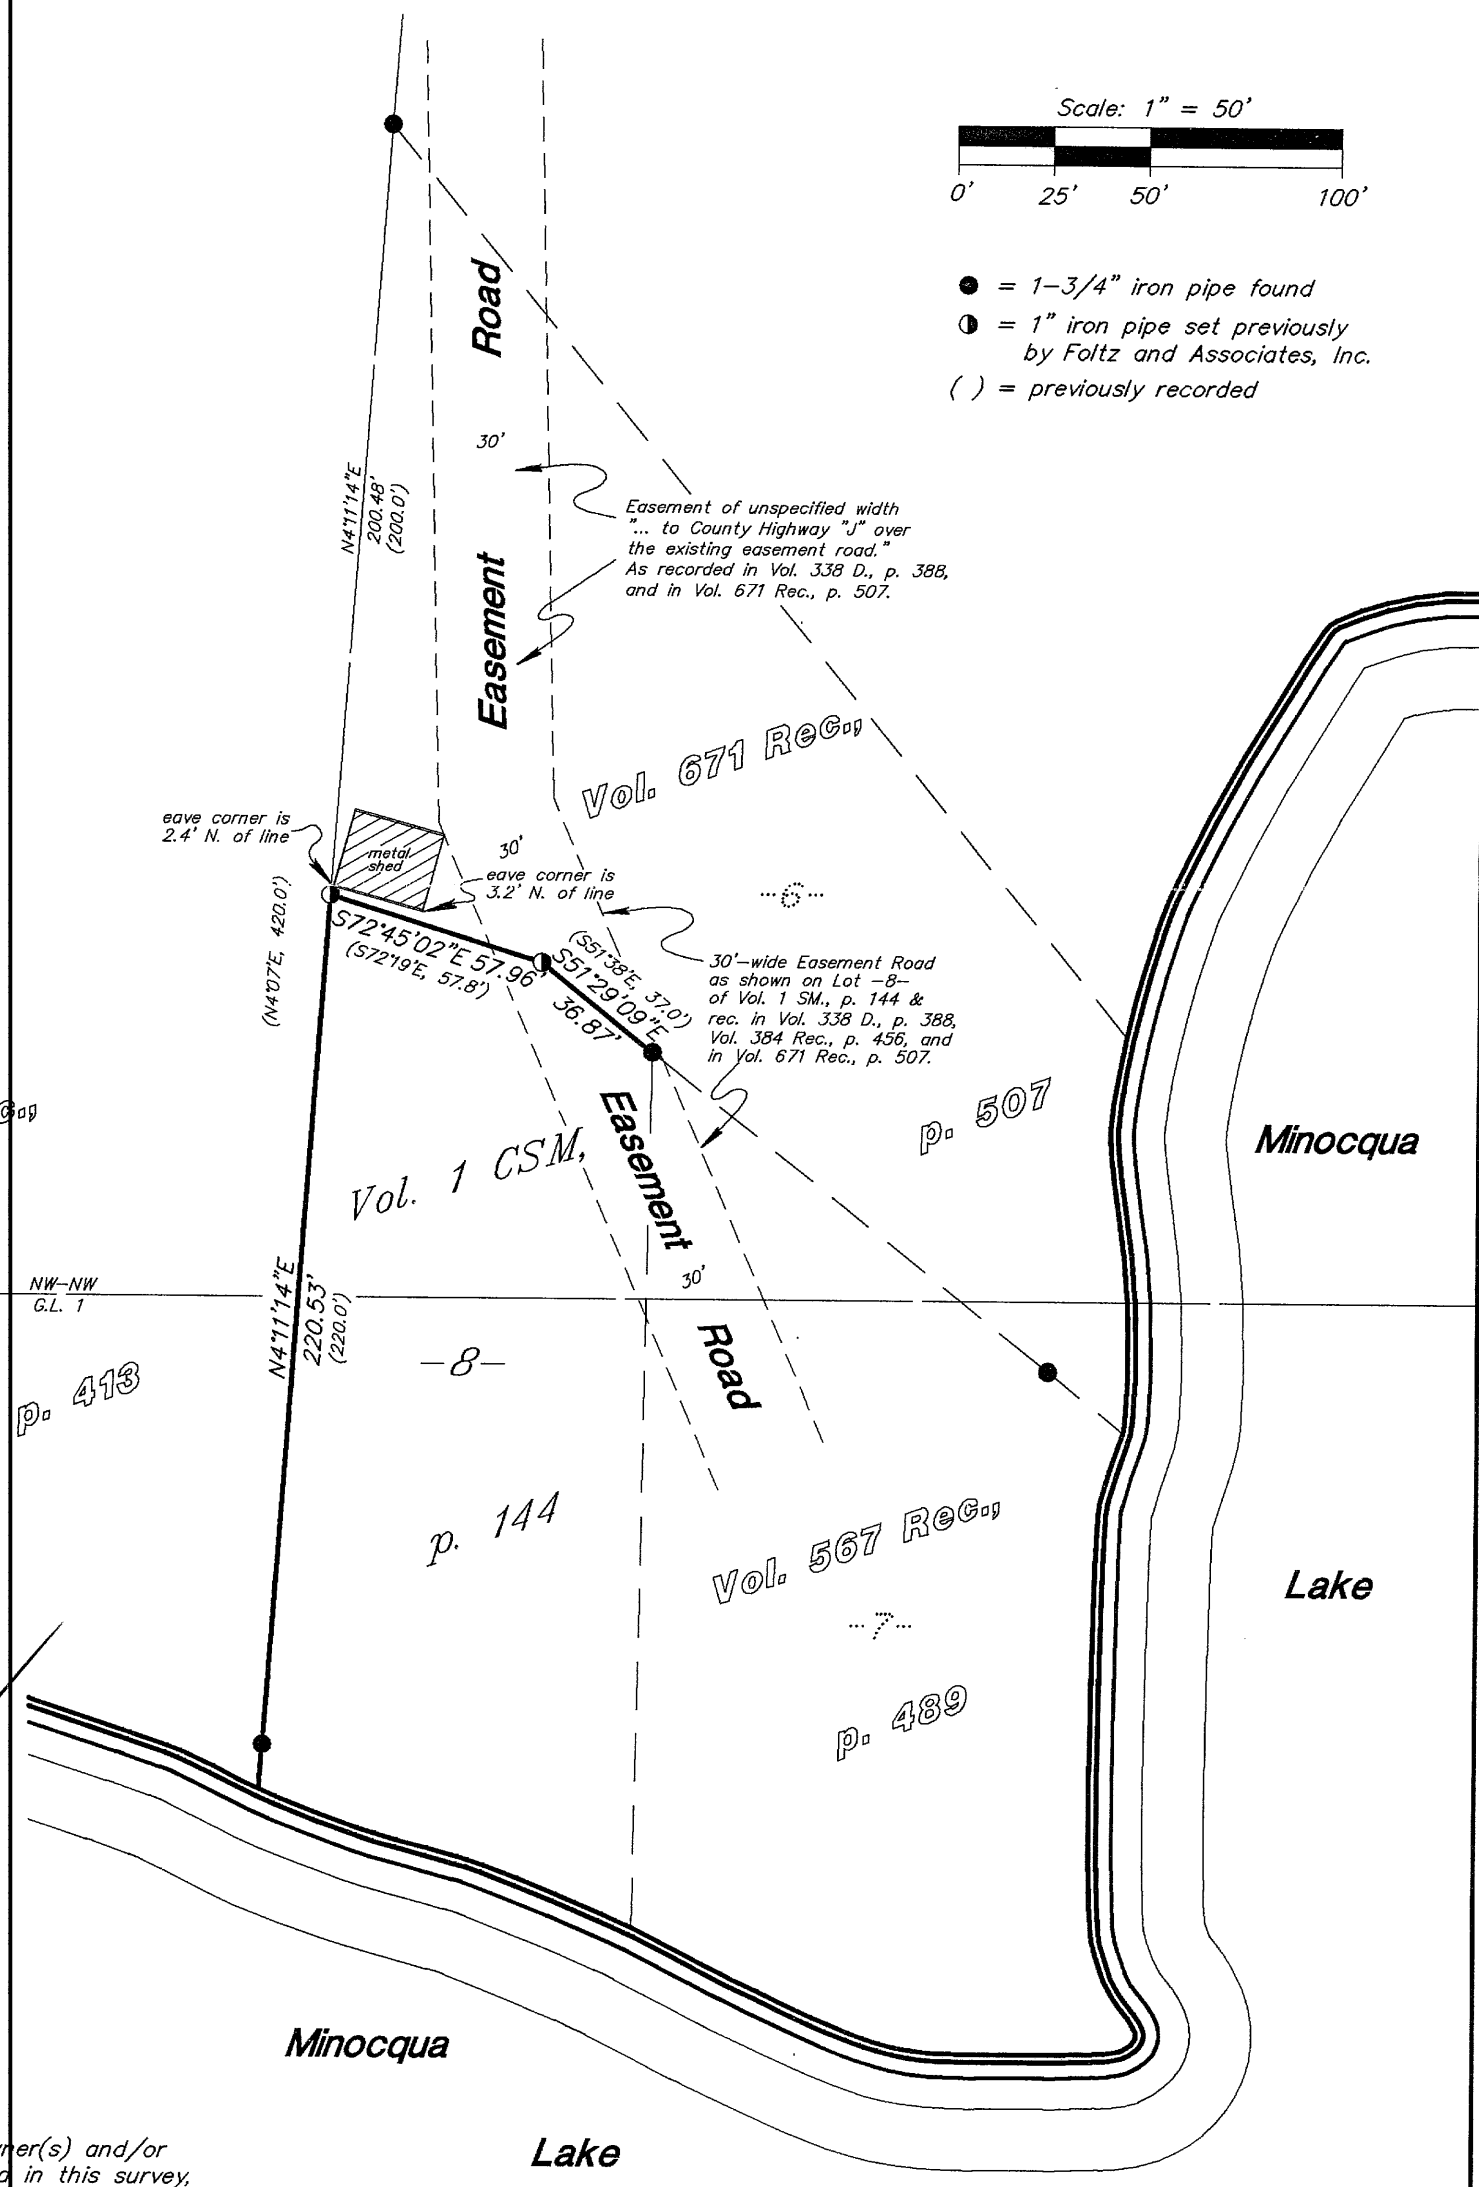 Scale: 1" = 50'
0' 25' 50' 100'
= 1-3/4" iron pipe found
= 1" iron pipe set previously
by Foltz and Associates, Inc.
( ) = previously recorded
Road
30'
N4°11'14"E
200.48'
(200.0')
Easement of unspecified width
"... to County Highway "J" over
the existing easement road."
As recorded in Vol. 338 D., p. 388,
and in Vol. 671 Rec., p. 507.
Easement
Vol. 671 Rec.,
eave corner is
2.4' N. of line
metal
shed
30'
eave corner is
3.2' N. of line
-6-
(N4°07'E, 420.0')
S72°45'02"E 57.96'
(S72°19'E, 57.8')
(S51°38'E, 37.0')
S51°29'09"E
36.87'
30'-wide Easement Road
as shown on Lot -8-
of Vol. 1 SM., p. 144 &
rec. in Vol. 338 D., p. 388,
Vol. 384 Rec., p. 456, and
in Vol. 671 Rec., p. 507.
p. 507
Minocqua
Easement
Vol. 1 CSM,
30'
NW-NW
G.L. 1
N4°11'14"E
220.53'
(220.0')
-8-
Road
p. 413
p. 144
Vol. 567 Rec.,
Lake
-7-
p. 489
Minocqua
Lake
ner(s) and/or
in this survey,